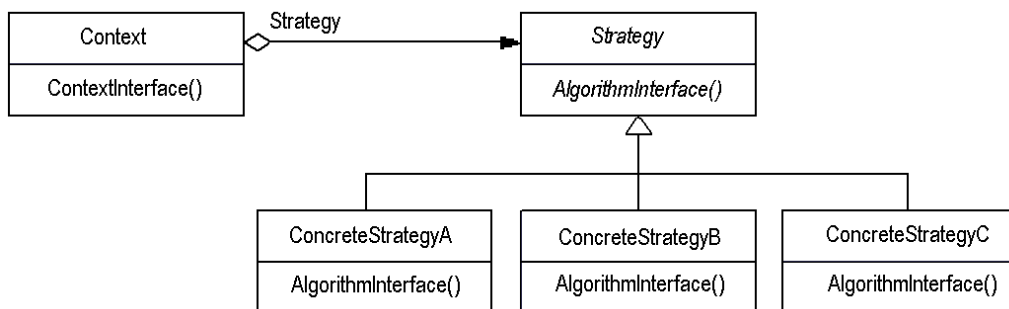 Context
Strategy
Strategy
ContextInterface()
AlgorithmInterface()
ConcreteStrategyA
ConcreteStrategyB
ConcreteStrategyC
AlgorithmInterface()
AlgorithmInterface()
AlgorithmInterface()